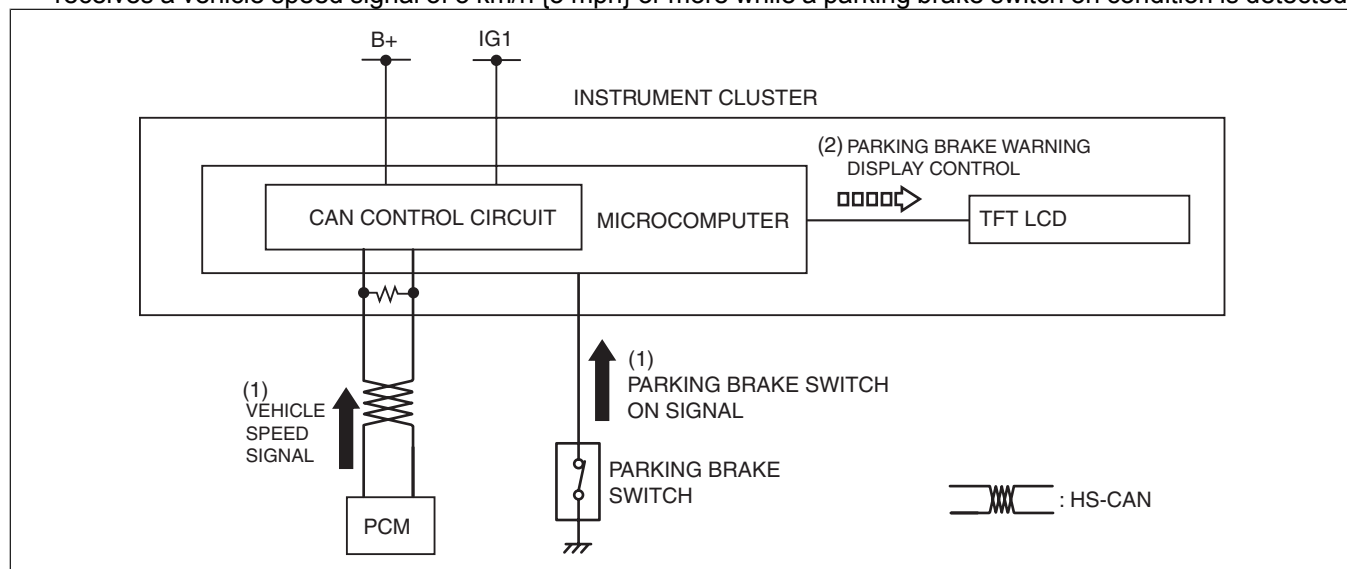 receives a vehicle speed signal of 5 km/h {3 mph} or more while a parking brake switch on condition is detected
B+
IG1
INSTRUMENT CLUSTER
(2) PARKING BRAKE WARNING
DISPLAY CONTROL
CAN CONTROL CIRCUIT
MICROCOMPUTER
TFT LCD
(1)
VEHICLE
SPEED
SIGNAL
(1)
PARKING BRAKE SWITCH
ON SIGNAL
PARKING BRAKE
SWITCH
PCM
: HS-CAN